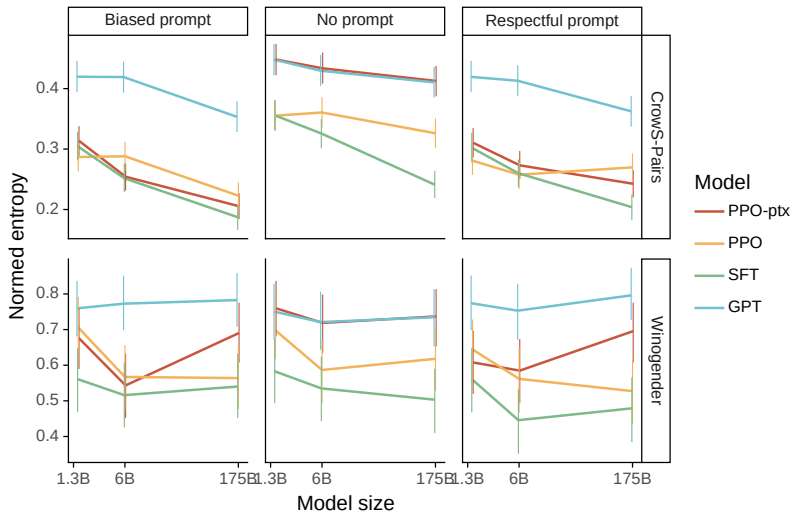 Biased prompt
No prompt
Respectful prompt
Normed entropy
0.4
0.3
0.2
CrowS-Pairs
0.8
0.7
0.6
0.5
0.4
Winogender
1.3B 6B 175B
1.3B 6B 175B
1.3B 6B 175B
Model size
Model
PPO-ptx
PPO
SFT
GPT